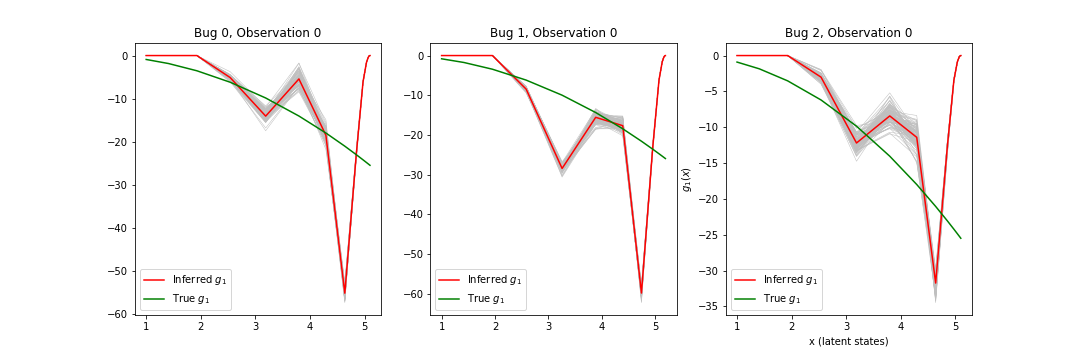 Bug 0, Observation 0
0
−10
−20
−30
−40
−50
−60
1 2 3 4 5
Inferred g₁
True g₁
Bug 1, Observation 0
0
−10
−20
−30
−40
−50
−60
1 2 3 4 5
Inferred g₁
True g₁
Bug 2, Observation 0
g₁(x)
0
−5
−10
−15
−20
−25
−30
−35
1 2 3 4 5
x (latent states)
Inferred g₁
True g₁